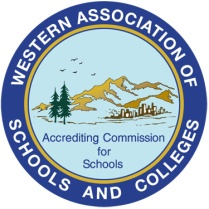 WESTERN ASSOCIATION OF
SCHOOLS AND COLLEGES
Accrediting Commission
for
Schools